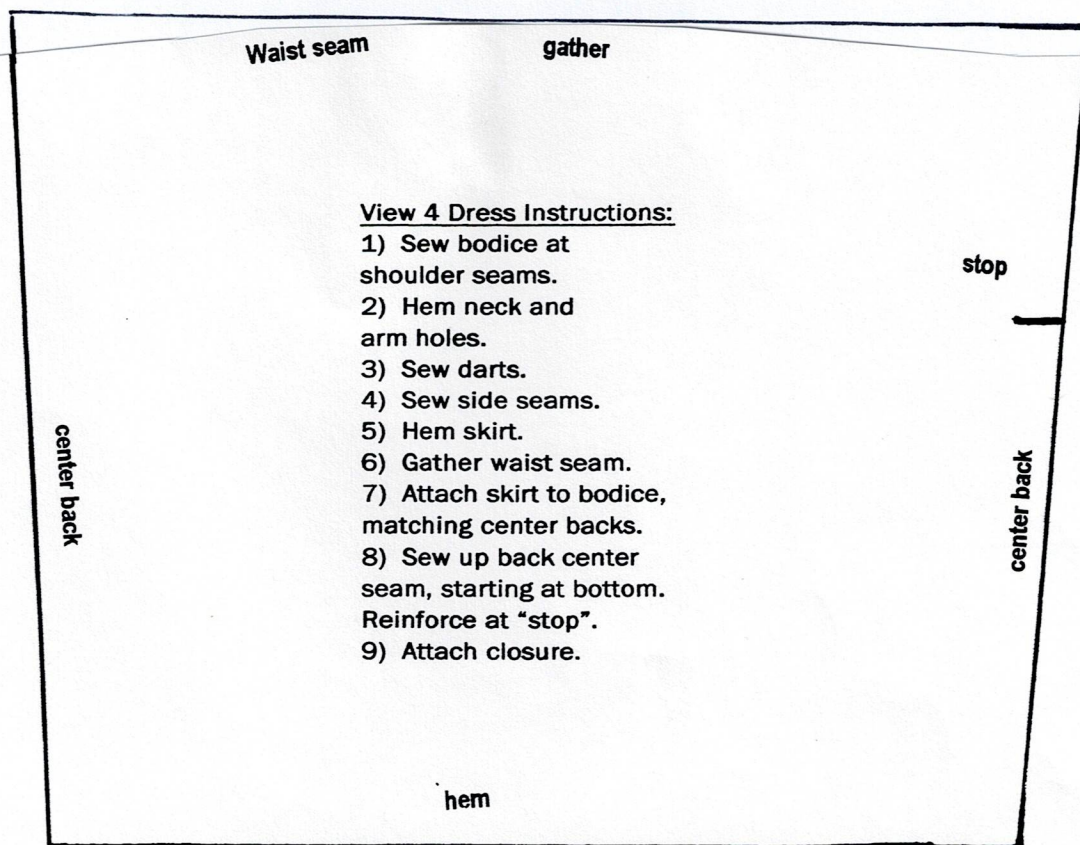 Waist seam gather
View 4 Dress Instructions:
1) Sew bodice at
shoulder seams.
2) Hem neck and
arm holes.
3) Sew darts.
4) Sew side seams.
5) Hem skirt.
6) Gather waist seam.
7) Attach skirt to bodice,
matching center backs.
8) Sew up back center
seam, starting at bottom.
Reinforce at “stop”.
9) Attach closure.
stop
center back
center back
hem